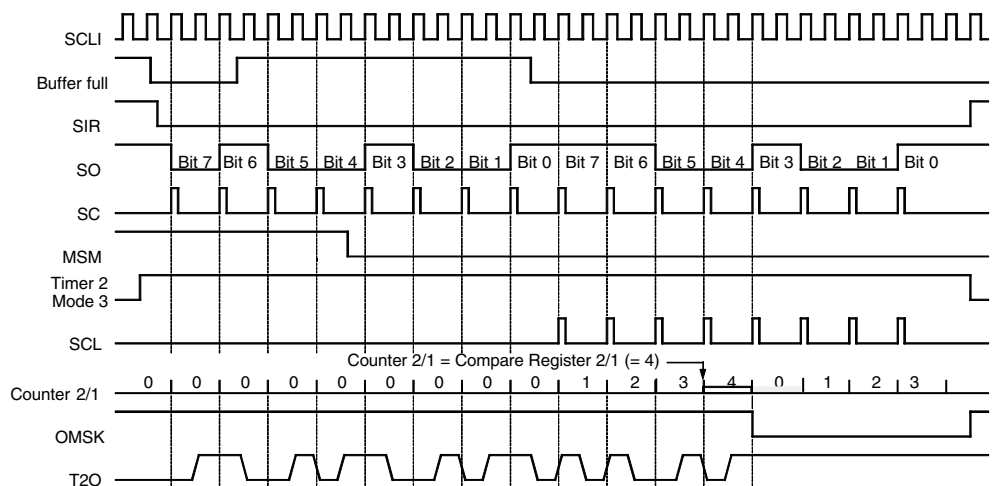 SCLI
Buffer full
SIR
SO Bit 7 Bit 6 Bit 5 Bit 4 Bit 3 Bit 2 Bit 1 Bit 0 Bit 7 Bit 6 Bit 5 Bit 4 Bit 3 Bit 2 Bit 1 Bit 0
SC
MSM
Timer 2
Mode 3
SCL
Counter 2/1 = Compare Register 2/1 (= 4)
Counter 2/1 0 0 0 0 0 0 0 0 0 1 2 3 4 0 1 2 3
OMSK
T2O